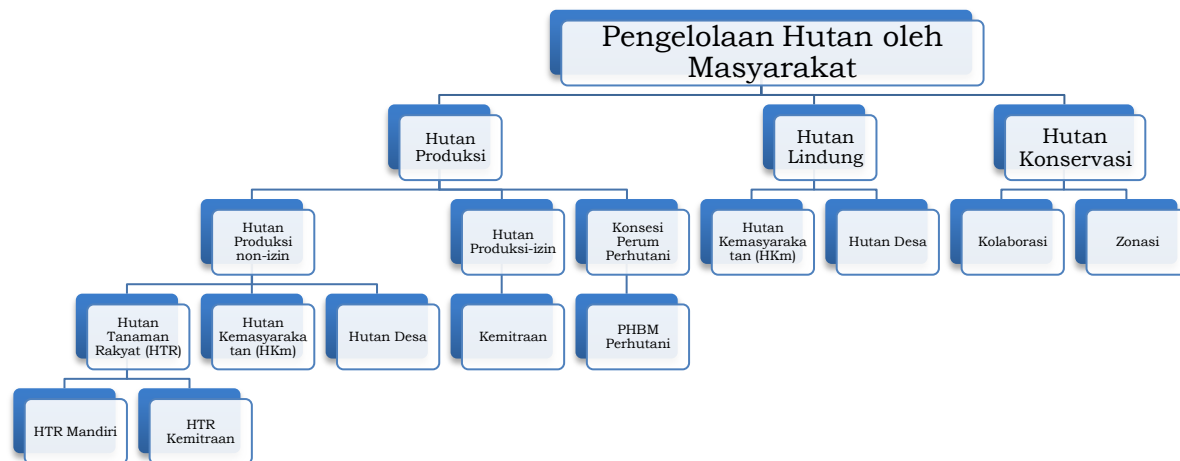 Pengelolaan Hutan oleh
Masyarakat
Hutan
Produksi
Hutan
Lindung
Hutan
Konservasi
Hutan
Produksi
non-izin
Hutan
Produksi-izin
Konsesi
Perum
Perhutani
Hutan
Kemasyaraka
tan (HKm)
Hutan Desa
Kolaborasi
Zonasi
Hutan
Tanaman
Rakyat (HTR)
Hutan
Kemasyaraka
tan (HKm)
Hutan Desa
Kemitraan
PHBM
Perhutani
HTR Mandiri
HTR
Kemitraan